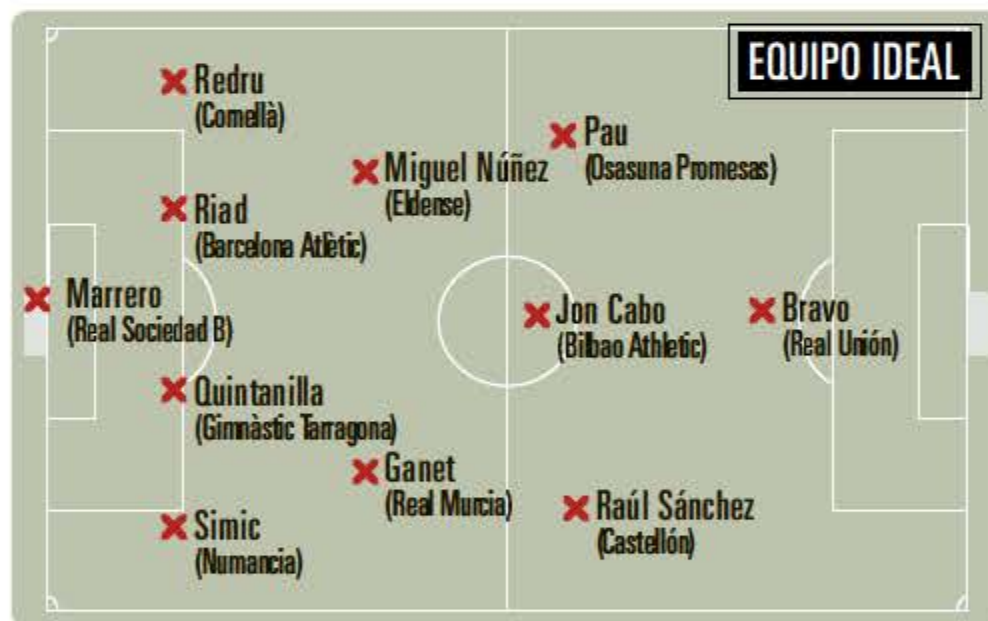 EQUIPO IDEAL
Redru
(Cornellà)
Pau
(Osasuna Promesas)
Miguel Núñez
(Eldense)
Riad
(Barcelona Atlètic)
Marrero
(Real Sociedad B)
Jon Cabo
(Bilbao Athletic)
Bravo
(Real Unión)
Quintanilla
(Gimnàstic Tarragona)
Ganet
(Real Murcia)
Raúl Sánchez
(Castellón)
Simic
(Numancia)